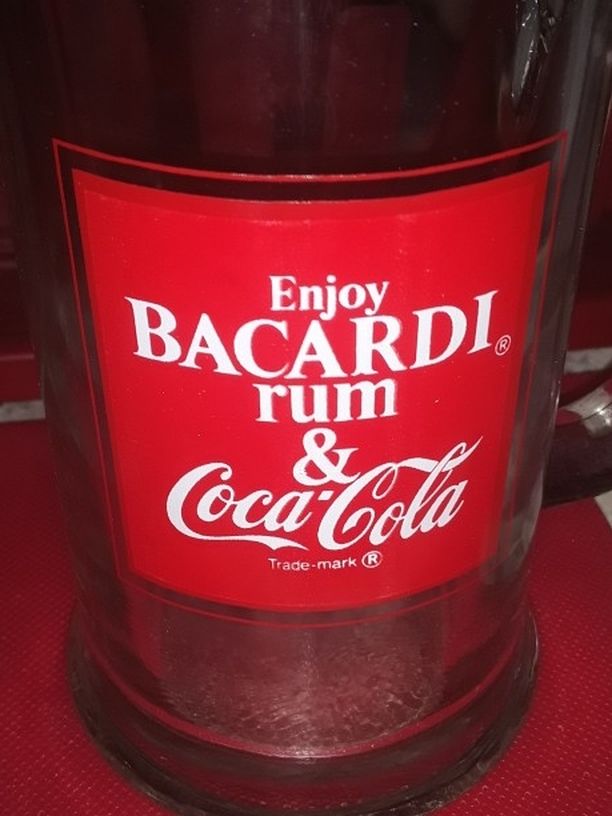 Enjoy
BACARDI®
rum
&
Coca-Cola
Trade-mark ®